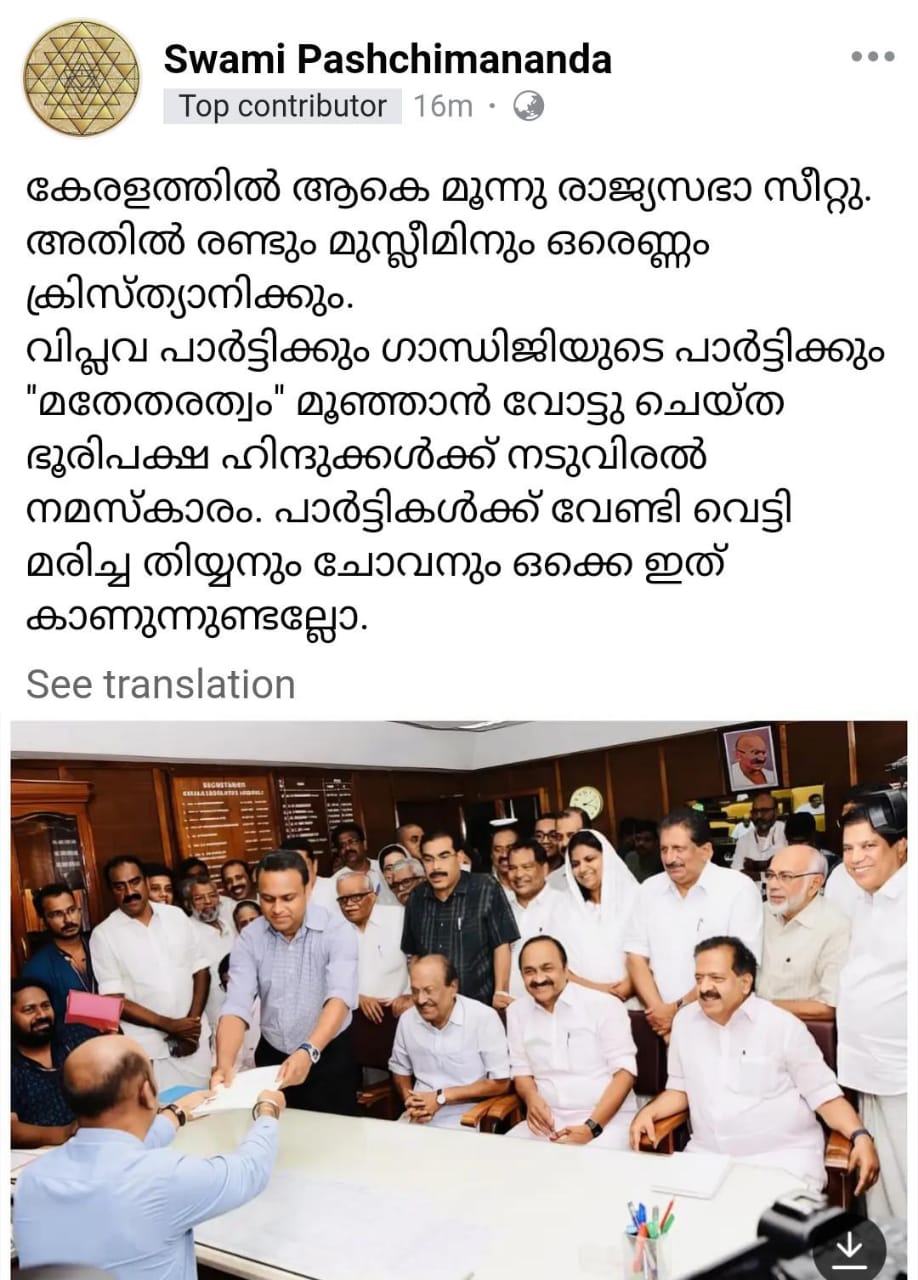 Swami Pashchimananda
Top contributor 16m ·
കേരളത്തിൽ ആകെ മൂന്നു രാജ്യസഭാ സീറ്റു.
അതിൽ രണ്ടും മുസ്ലീമിനും ഒരെണ്ണം
ക്രിസ്ത്യാനിക്കും.
വിപ്ലവ പാർട്ടിക്കും ഗാന്ധിജിയുടെ പാർട്ടിക്കും
"മതേതരത്വം" മൂഞ്ഞാൻ വോട്ടു ചെയ്ത
ഭൂരിപക്ഷ ഹിന്ദുക്കൾക്ക് നടുവിരൽ
നമസ്കാരം. പാർട്ടികൾക്ക് വേണ്ടി വെട്ടി
മരിച്ച തിയ്യനും ചോവനും ഒക്കെ ഇത്
കാണുന്നുണ്ടല്ലോ.
See translation